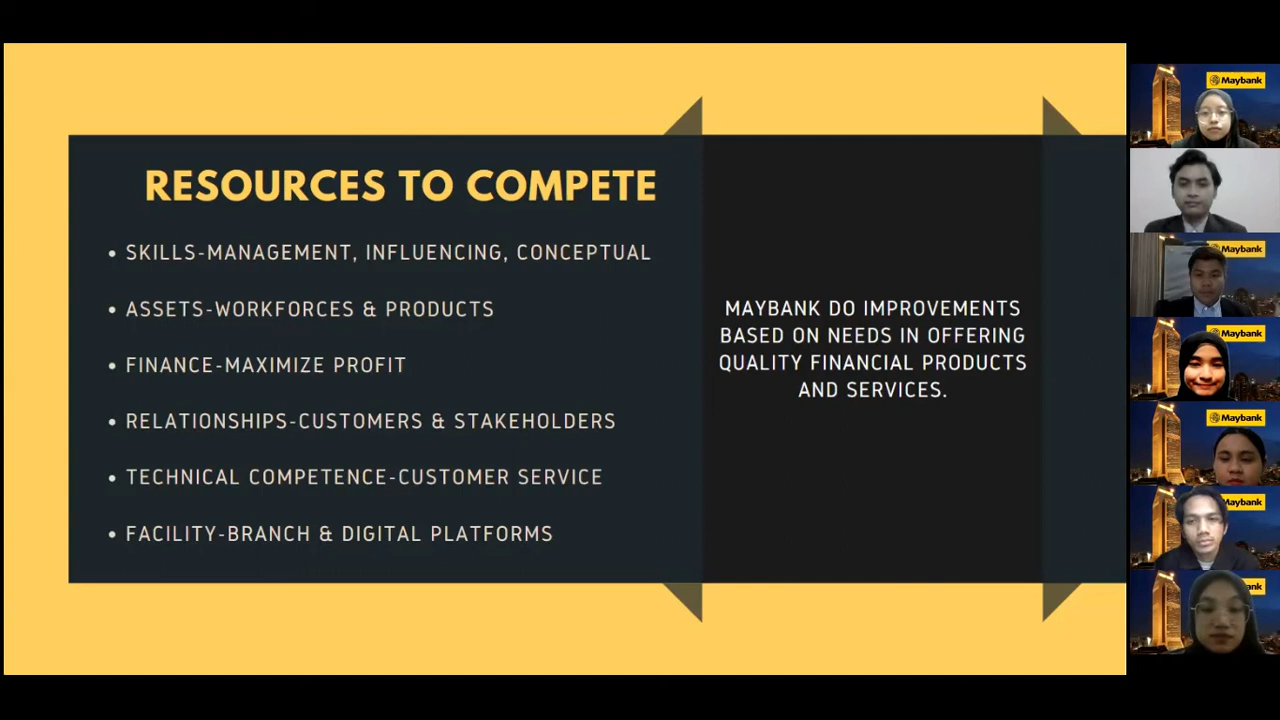 RESOURCES TO COMPETE
• SKILLS-MANAGEMENT, INFLUENCING, CONCEPTUAL
• ASSETS-WORKFORCES & PRODUCTS
• FINANCE-MAXIMIZE PROFIT
• RELATIONSHIPS-CUSTOMERS & STAKEHOLDERS
• TECHNICAL COMPETENCE-CUSTOMER SERVICE
• FACILITY-BRANCH & DIGITAL PLATFORMS
MAYBANK DO IMPROVEMENTS
BASED ON NEEDS IN OFFERING
QUALITY FINANCIAL PRODUCTS
AND SERVICES.
Maybank
Maybank
Maybank
Maybank
Maybank
Maybank
ank